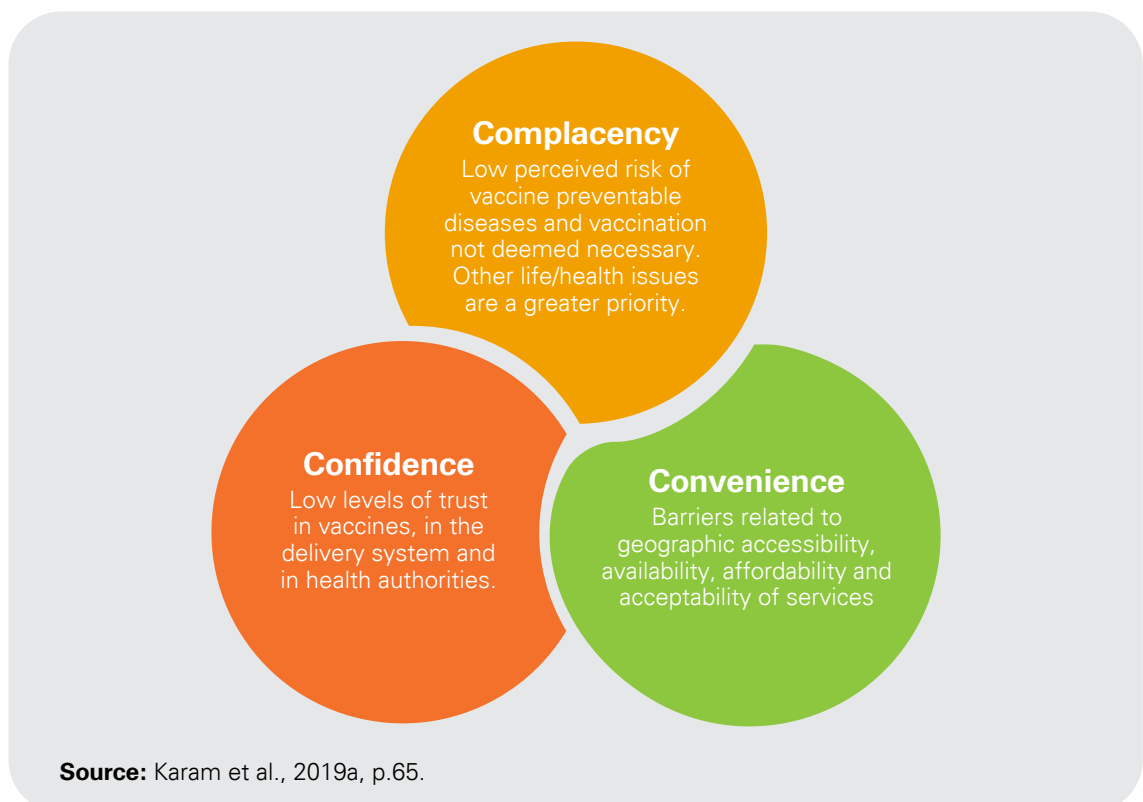 Complacency
Low perceived risk of
vaccine preventable
diseases and vaccination
not deemed necessary.
Other life/health issues
are a greater priority.
Confidence
Low levels of trust
in vaccines, in the
delivery system and
in health authorities.
Convenience
Barriers related to
geographic accessibility,
availability, affordability and
acceptability of services
Source: Karam et al., 2019a, p.65.